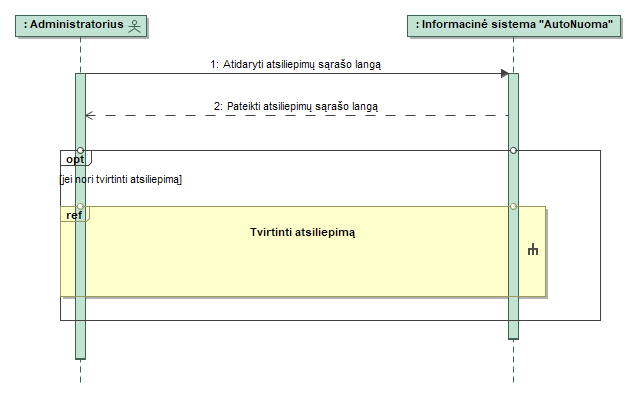 : Administratorius
: Informacinė sistema "AutoNuoma"
1: Atidaryti atsiliepimų sąrašo langą
2: Pateikti atsiliepimų sąrašo langą
opt
[jei nori tvirtinti atsiliepimą]
ref
Tvirtinti atsiliepimą